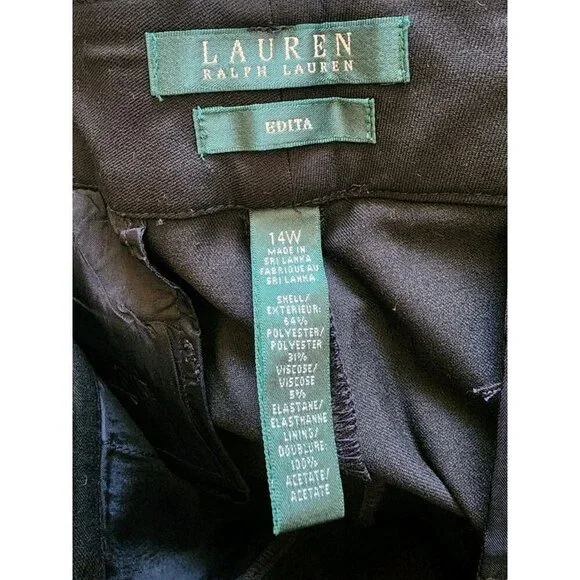 LAUREN
RALPH LAUREN
EDITA
14W
MADE IN
SRI LANKA
FABRIQUE AU
SRI LANKA
SHELL/
EXTERIEUR:
64%
POLYESTER/
POLYESTER
31%
VISCOSE/
VISCOSE
5%
ELASTANE/
ELASTHANNE
LINING/
DOUBLURE:
100%
ACETATE/
ACETATE